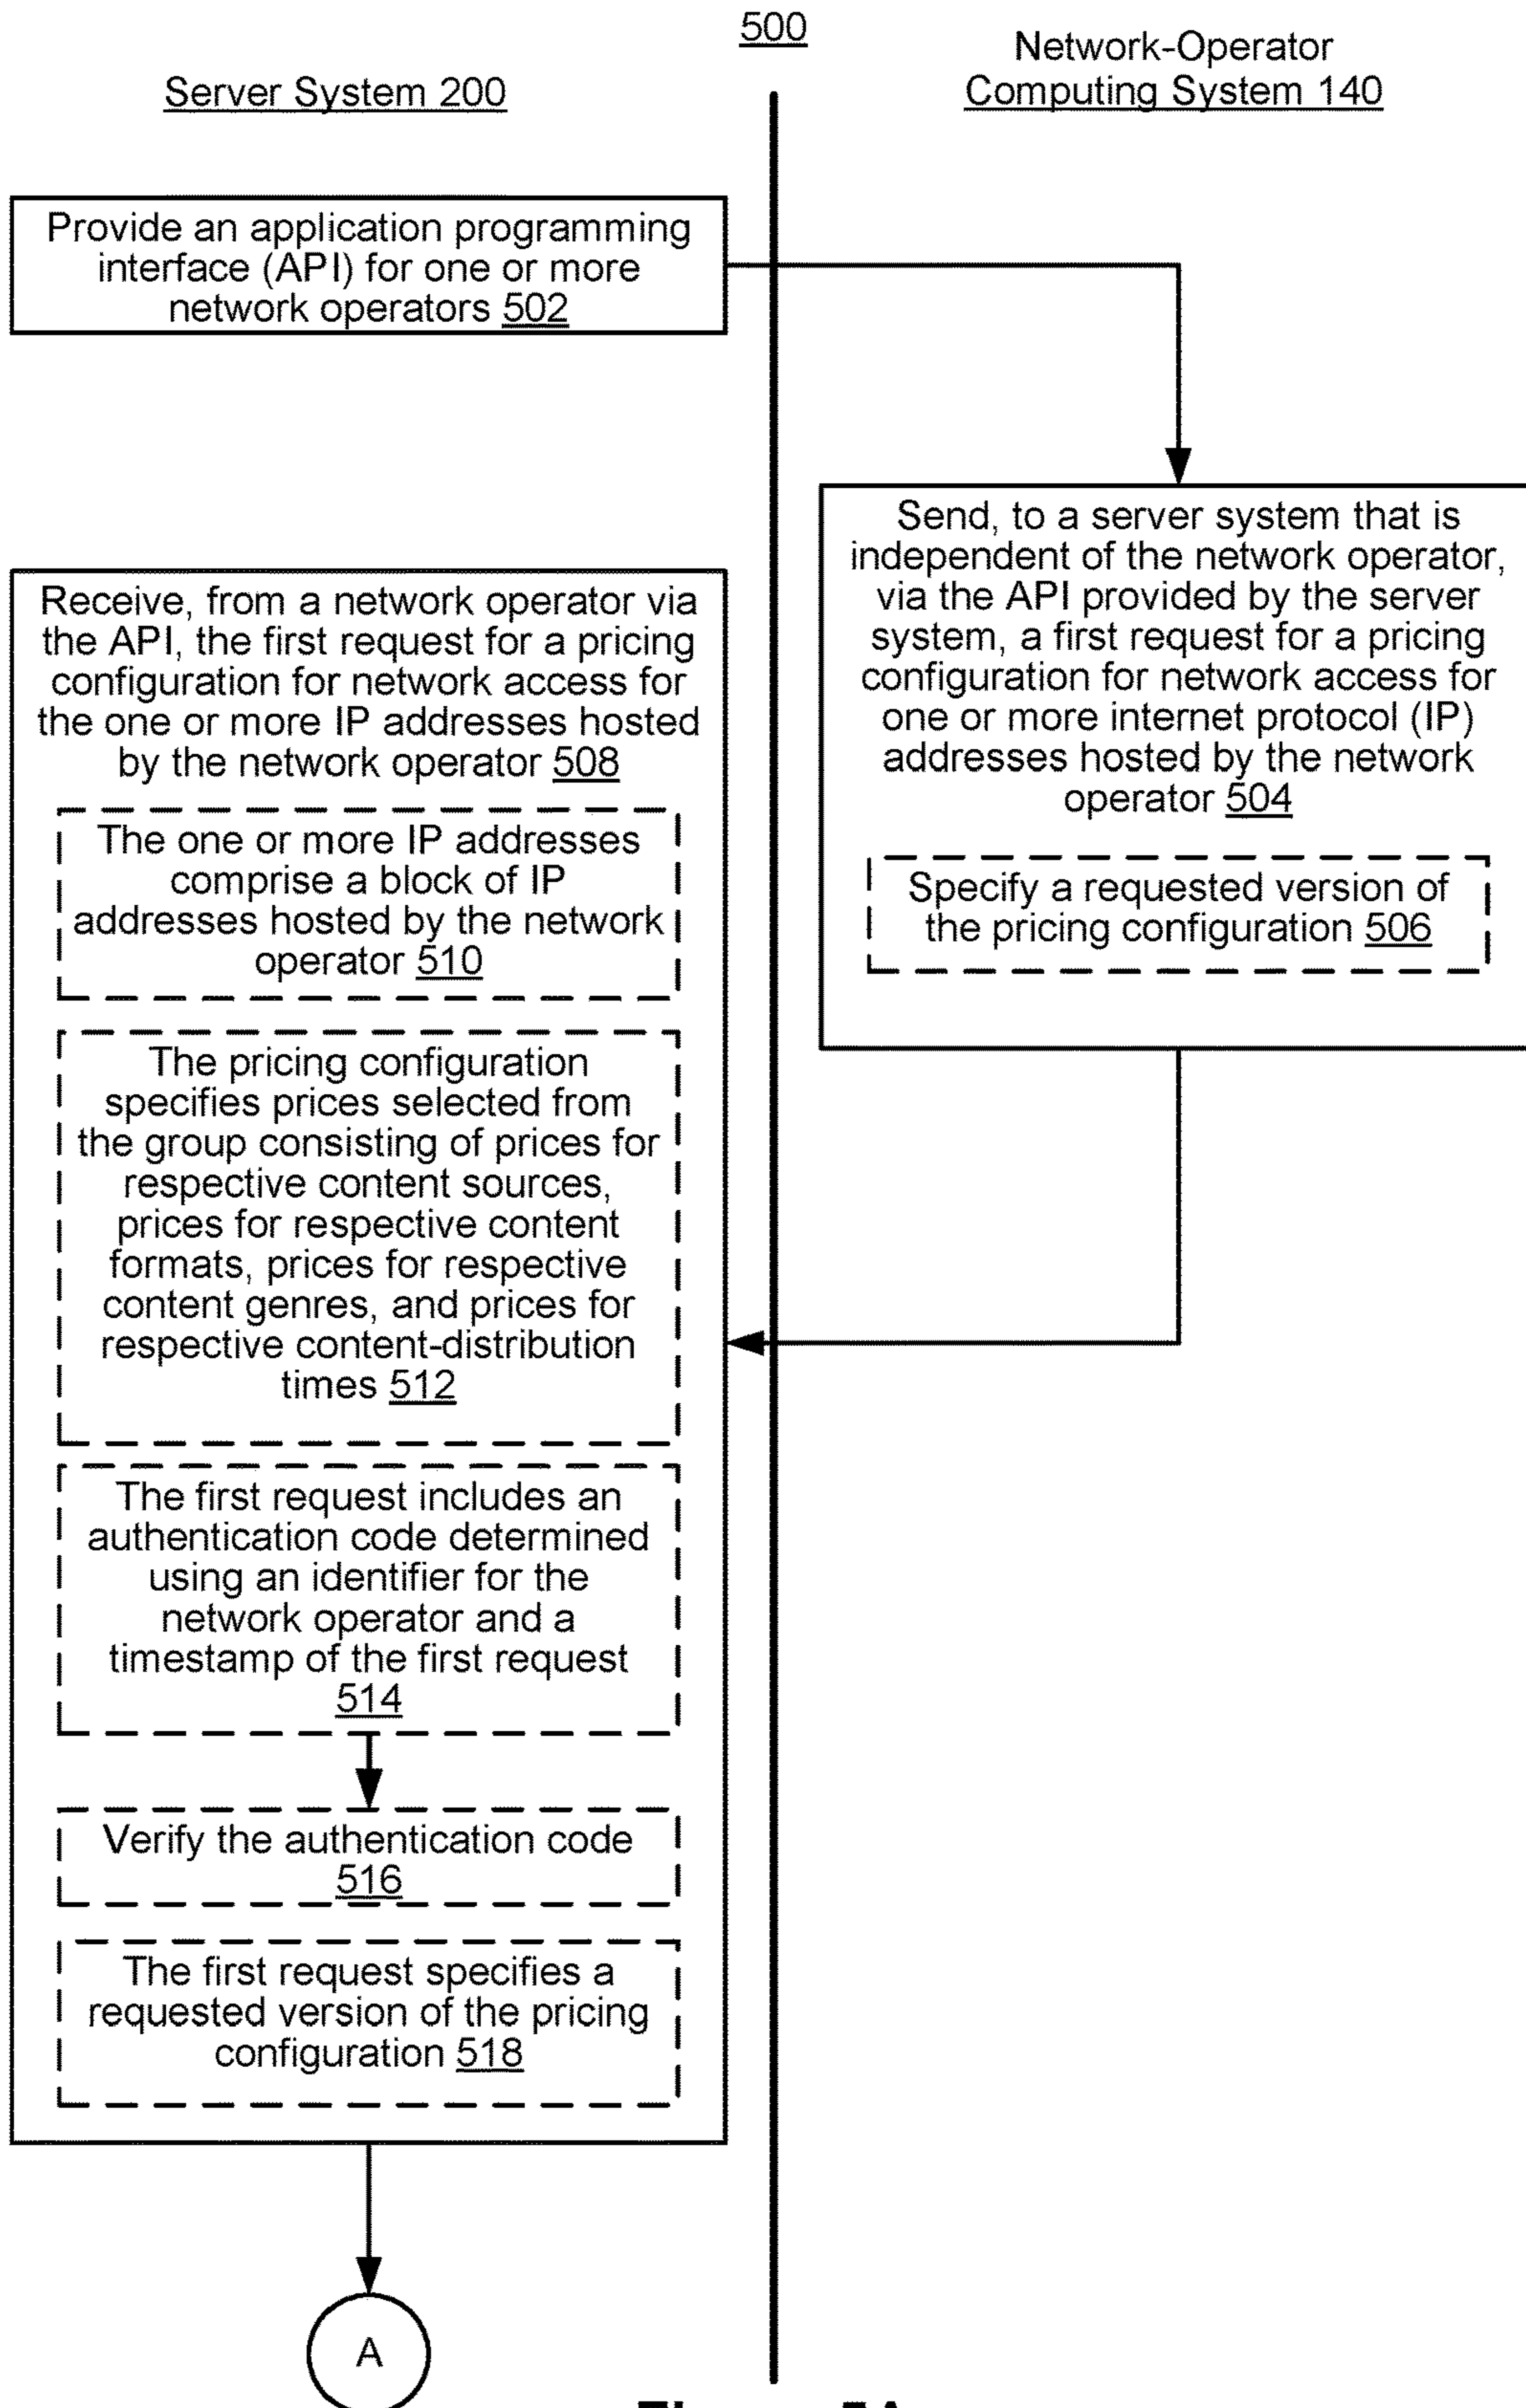 500
Server System 200
Network-Operator
Computing System 140
Provide an application programming
interface (API) for one or more
network operators 502
Send, to a server system that is
independent of the network operator,
via the API provided by the server
system, a first request for a pricing
configuration for network access for
one or more internet protocol (IP)
addresses hosted by the network
operator 504
Specify a requested version of
the pricing configuration 506
Receive, from a network operator via
the API, the first request for a pricing
configuration for network access for
the one or more IP addresses hosted
by the network operator 508
The one or more IP addresses
comprise a block of IP
addresses hosted by the network
operator 510
The pricing configuration
specifies prices selected from
the group consisting of prices for
respective content sources,
prices for respective content
formats, prices for respective
content genres, and prices for
respective content-distribution
times 512
The first request includes an
authentication code determined
using an identifier for the
network operator and a
timestamp of the first request
514
Verify the authentication code
516
The first request specifies a
requested version of the pricing
configuration 518
A